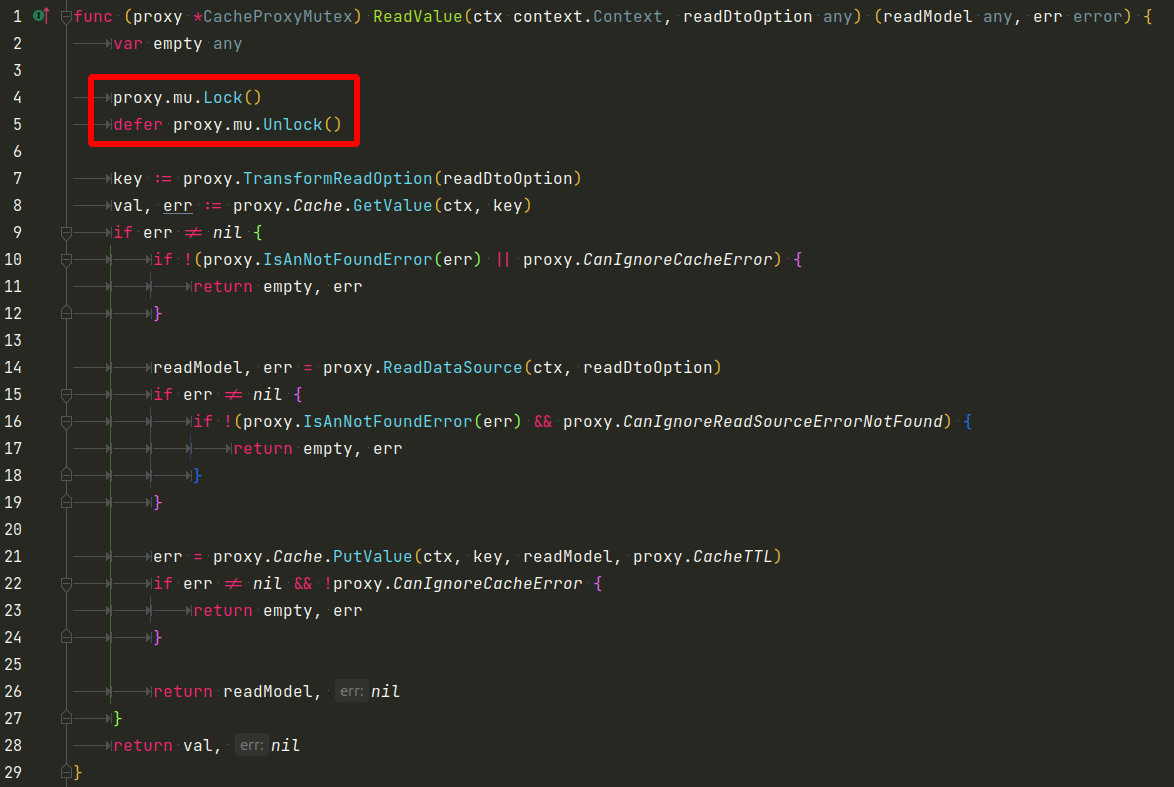 1 func (proxy *CacheProxyMutex) ReadValue(ctx context.Context, readDtoOption any) (readModel any, err error) {
2 var empty any
3
4 proxy.mu.Lock()
5 defer proxy.mu.Unlock()
6
7 key := proxy.TransformReadOption(readDtoOption)
8 val, err := proxy.Cache.GetValue(ctx, key)
9 if err ≠ nil {
10 if !(proxy.IsAnNotFoundError(err) || proxy.CanIgnoreCacheError) {
11 return empty, err
12 }
13
14 readModel, err = proxy.ReadDataSource(ctx, readDtoOption)
15 if err ≠ nil {
16 if !(proxy.IsAnNotFoundError(err) && proxy.CanIgnoreReadSourceErrorNotFound) {
17 return empty, err
18 }
19 }
20
21 err = proxy.Cache.PutValue(ctx, key, readModel, proxy.CacheTTL)
22 if err ≠ nil && !proxy.CanIgnoreCacheError {
23 return empty, err
24 }
25
26 return readModel, err: nil
27 }
28 return val, err: nil
29 }